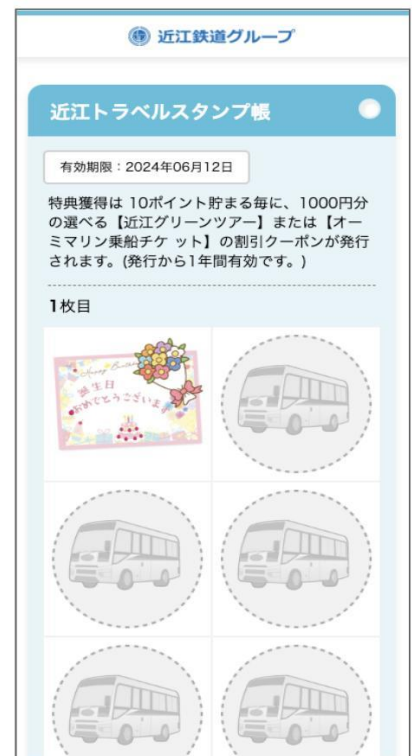 近江鉄道グループ
近江トラベルスタンプ帳
有効期限：2024年06月12日
特典獲得は 10ポイント貯まる毎に、1000円分
の選べる【近江グリーンツアー】または【オー
ミマリン乗船チケ ット】の割引クーポンが発行
されます。(発行から1年間有効です。)
1枚目
Happy Birthday
お誕生日
おめでとうございます